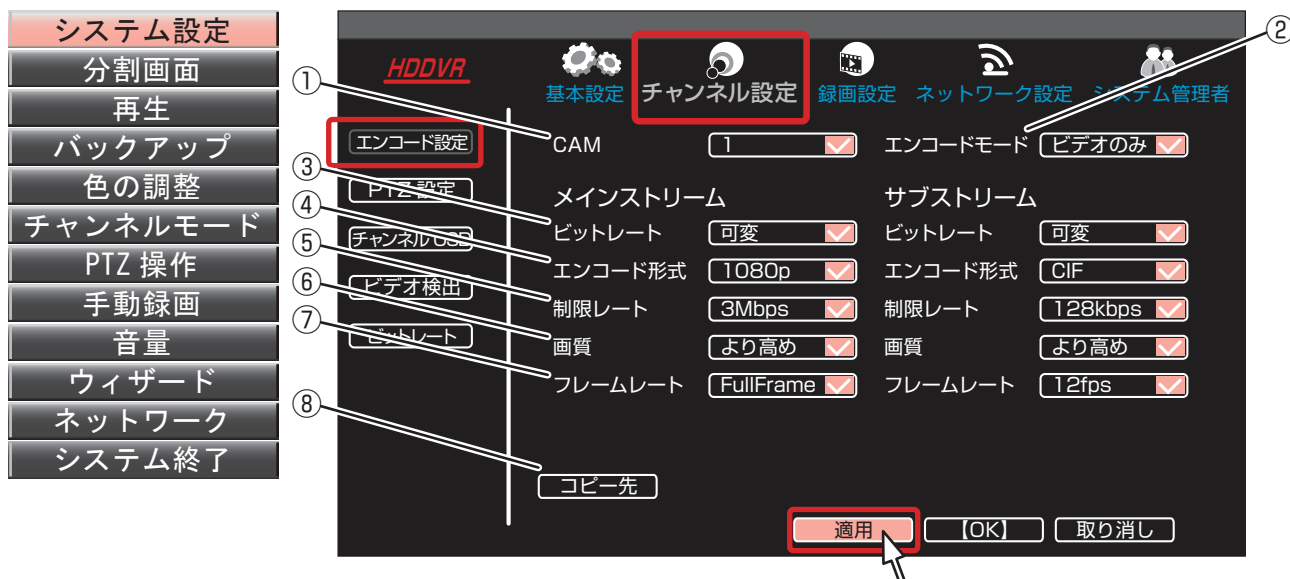 システム設定
分割画面
再生
バックアップ
色の調整
チャンネルモード
PTZ 操作
手動録画
音量
ウィザード
ネットワーク
システム終了
HDDVR
基本設定 チャンネル設定 録画設定 ネットワーク設定 システム管理者
① ②
エンコード設定 CAM 1 エンコードモード ビデオのみ
③ PTZ 設定 メインストリーム サブストリーム
④ チャンネル OSD ビットレート 可変 ビットレート 可変
⑤ ビデオ検出 エンコード形式 1080p エンコード形式 CIF
⑥ 制限レート 3Mbps 制限レート 128kbps
⑦ ビットレート 画質 より高め 画質 より高め
フレームレート FullFrame フレームレート 12fps
⑧
コピー先
適用 【OK】 取り消し